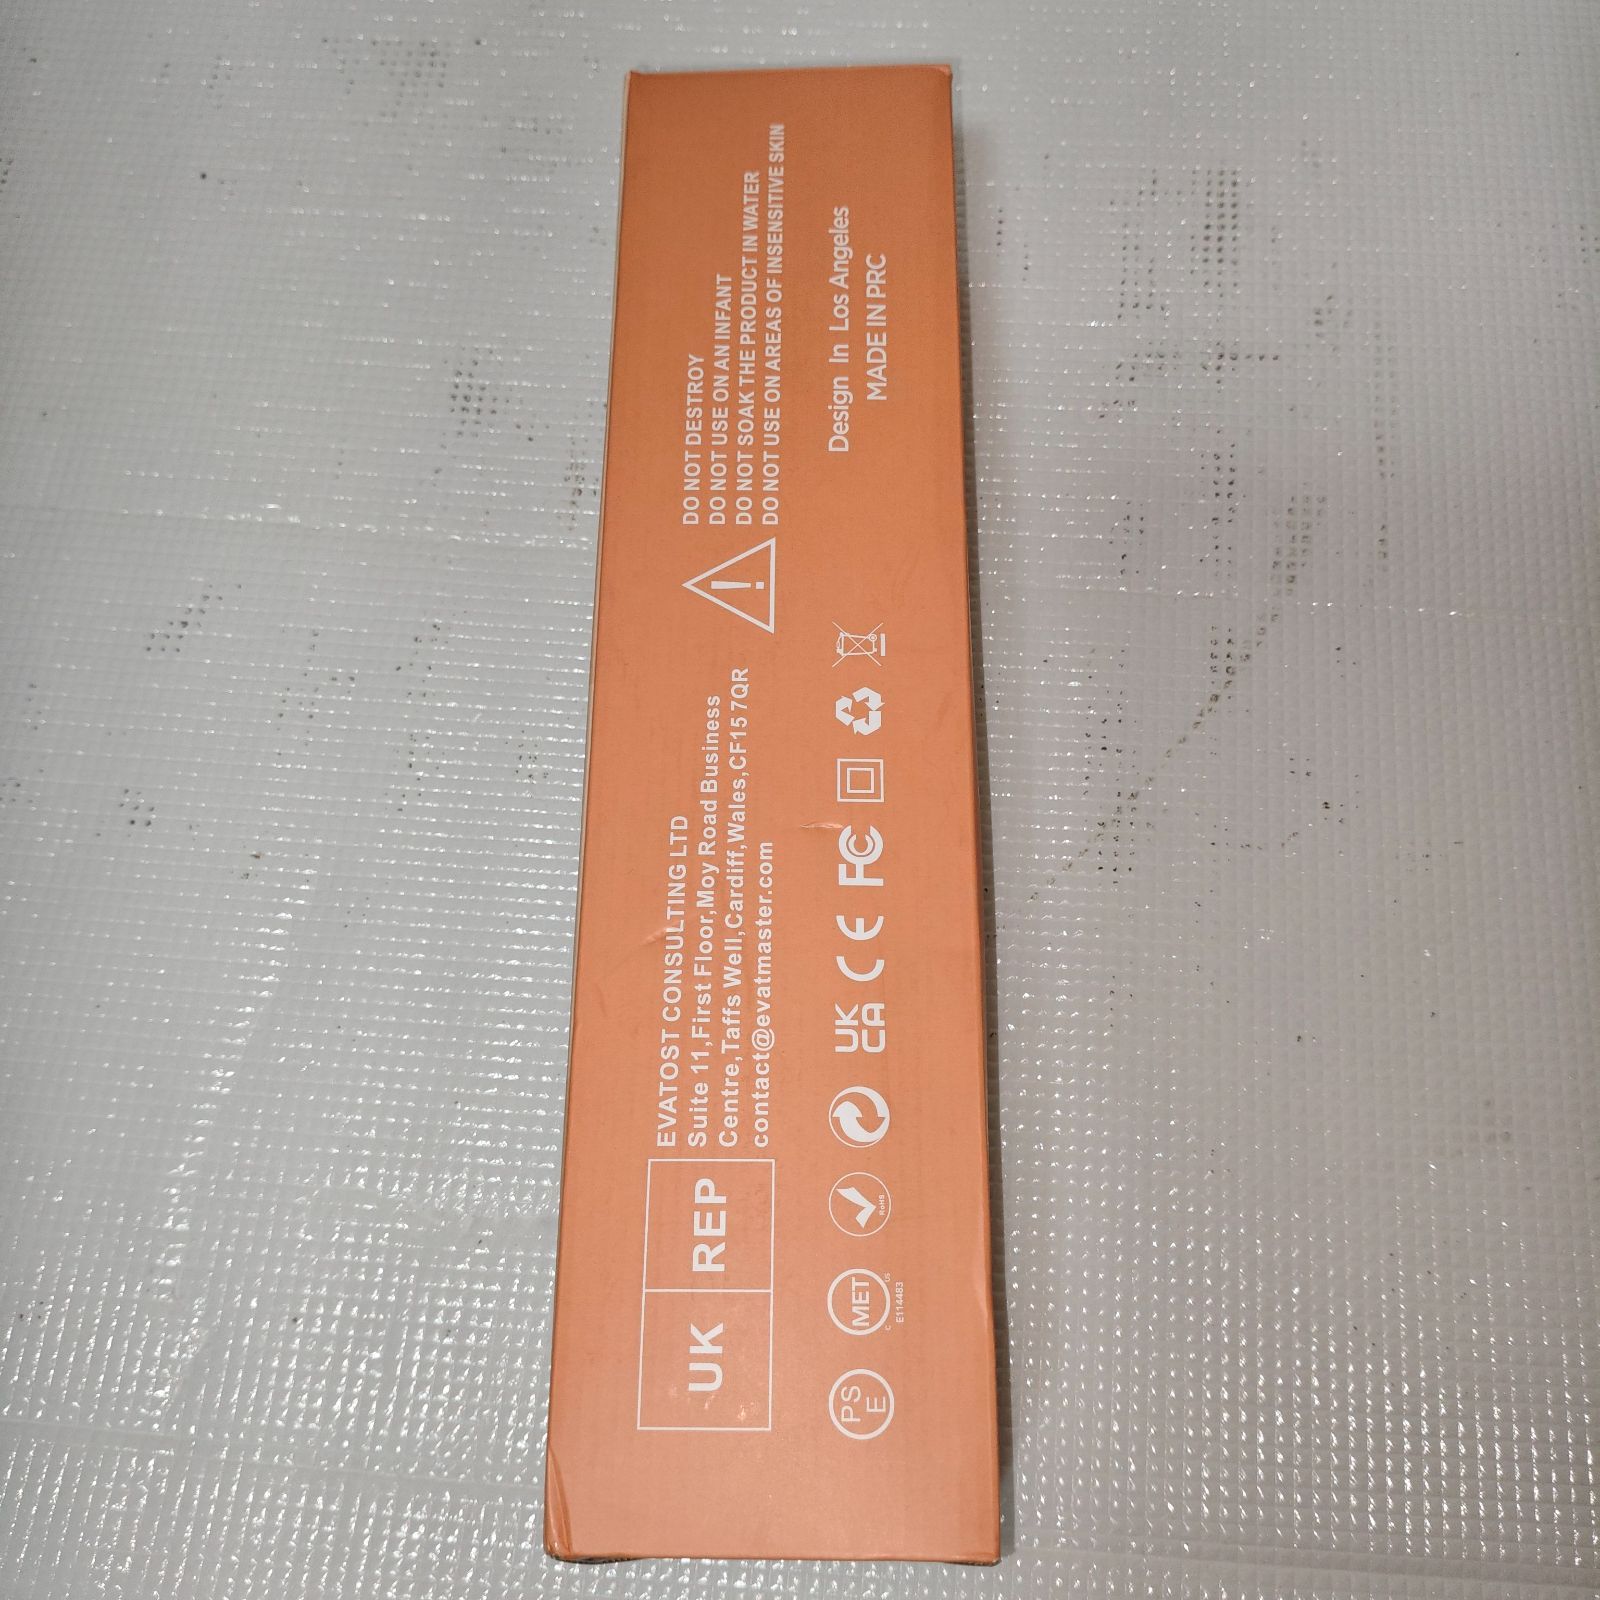 UK REP
EVATOST CONSULTING LTD
Suite 11,First Floor,Moy Road Business
Centre,Taffs Well,Cardiff,Wales,CF15 7QR
contact@evatmaster.com
DO NOT DESTROY
DO NOT USE ON AN INFANT
DO NOT SOAK THE PRODUCT IN WATER
DO NOT USE ON AREAS OF INSENSITIVE SKIN
PS
E
C MET US
E114483
RoHS
UK
CA
CE
FC
Design In Los Angeles
MADE IN PRC